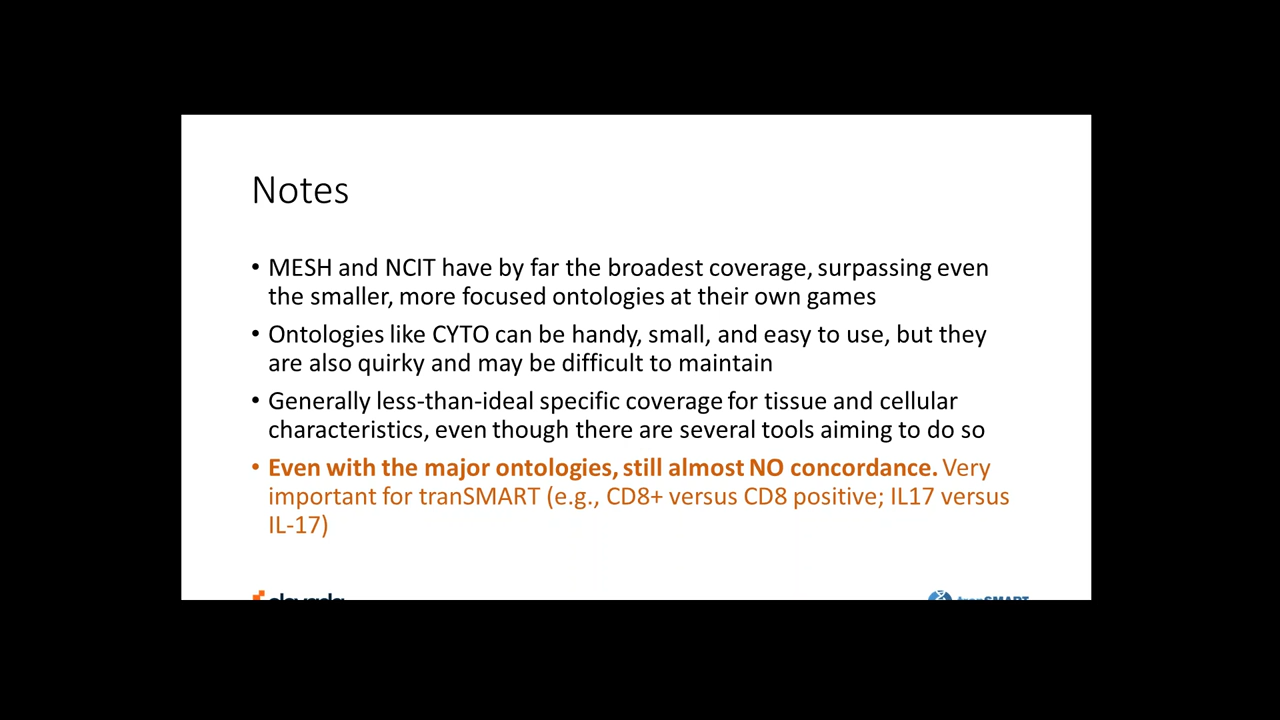 Notes
• MESH and NCIT have by far the broadest coverage, surpassing even
the smaller, more focused ontologies at their own games
• Ontologies like CYTO can be handy, small, and easy to use, but they
are also quirky and may be difficult to maintain
• Generally less-than-ideal specific coverage for tissue and cellular
characteristics, even though there are several tools aiming to do so
• Even with the major ontologies, still almost NO concordance. Very
important for tranSMART (e.g., CD8+ versus CD8 positive; IL17 versus
IL-17)
tranSMART